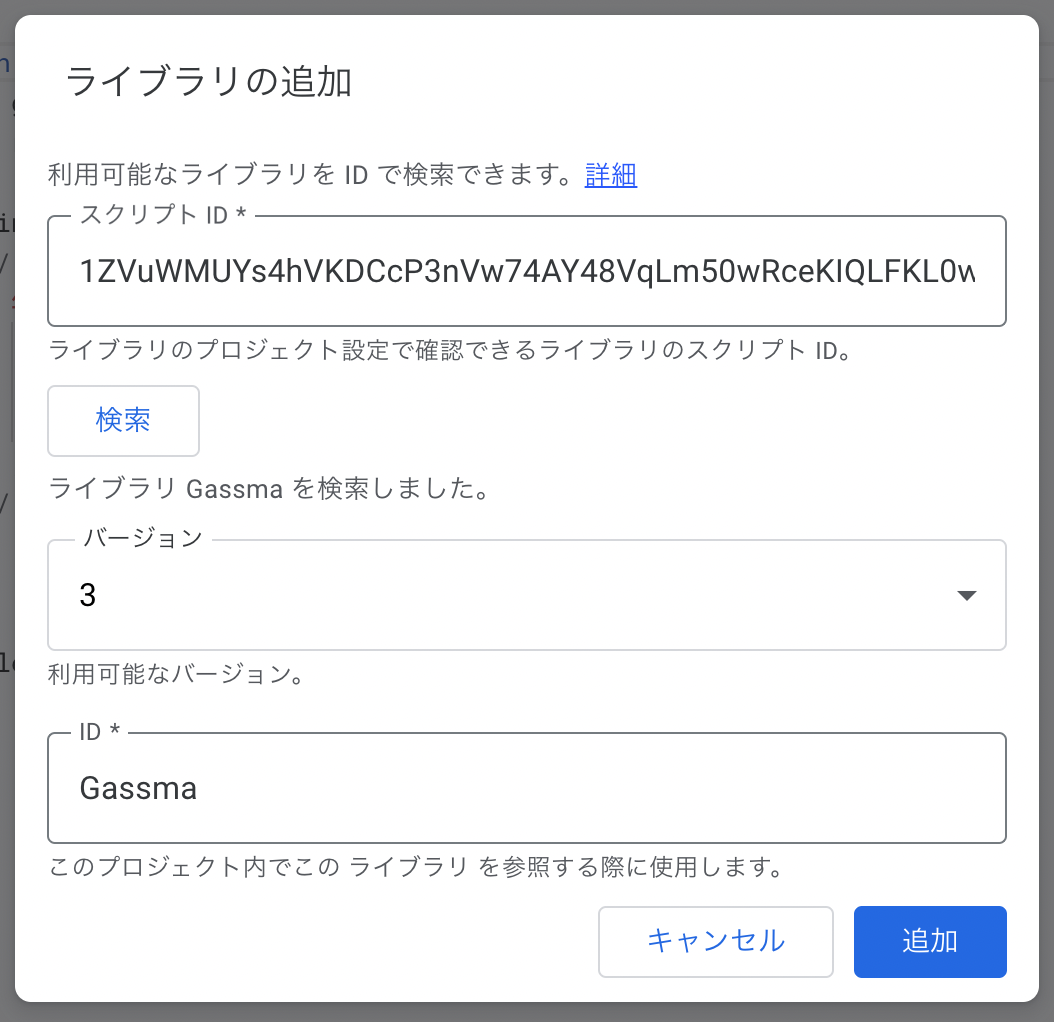 ライブラリの追加
利用可能なライブラリを ID で検索できます。詳細
スクリプト ID *
1ZVuWMUYs4hVKDCcP3nVw74AY48VqLm50wRceKIQLFKL0w
ライブラリのプロジェクト設定で確認できるライブラリのスクリプト ID。
検索
ライブラリ Gassma を検索しました。
バージョン
3
利用可能なバージョン。
ID *
Gassma
このプロジェクト内でこの ライブラリ を参照する際に使用します。
キャンセル
追加